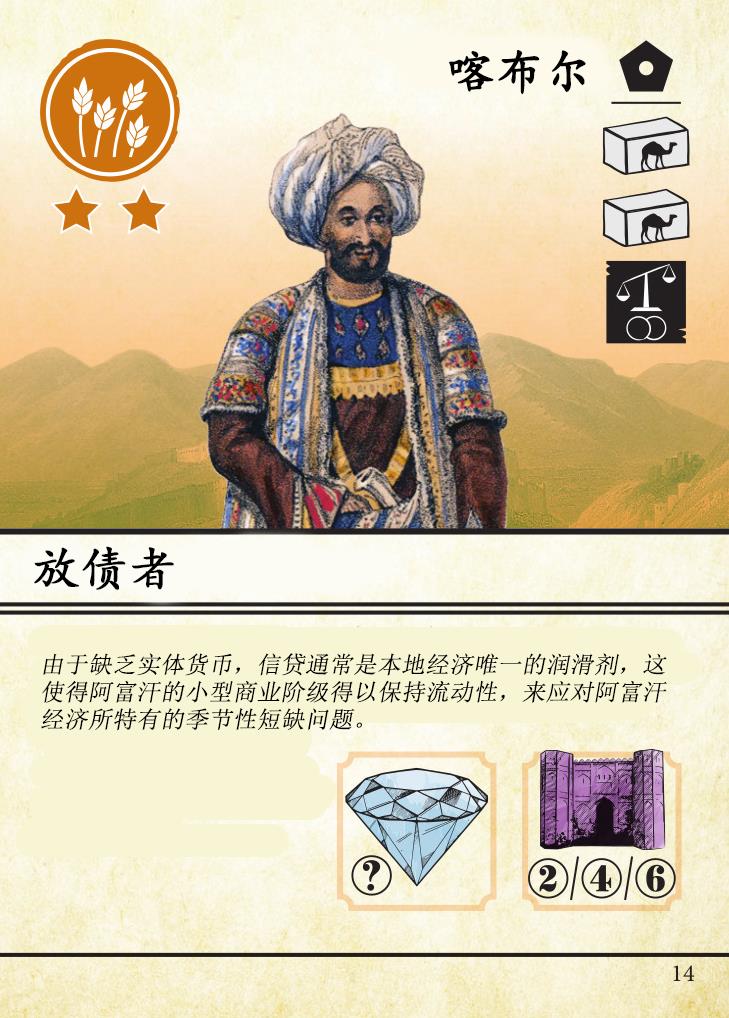 喀布尔
放债者
由于缺乏实体货币，信贷通常是本地经济唯一的润滑剂，这
使得阿富汗的小型商业阶级得以保持流动性，来应对阿富汗
经济所特有的季节性短缺问题。
?
2/4/6
14